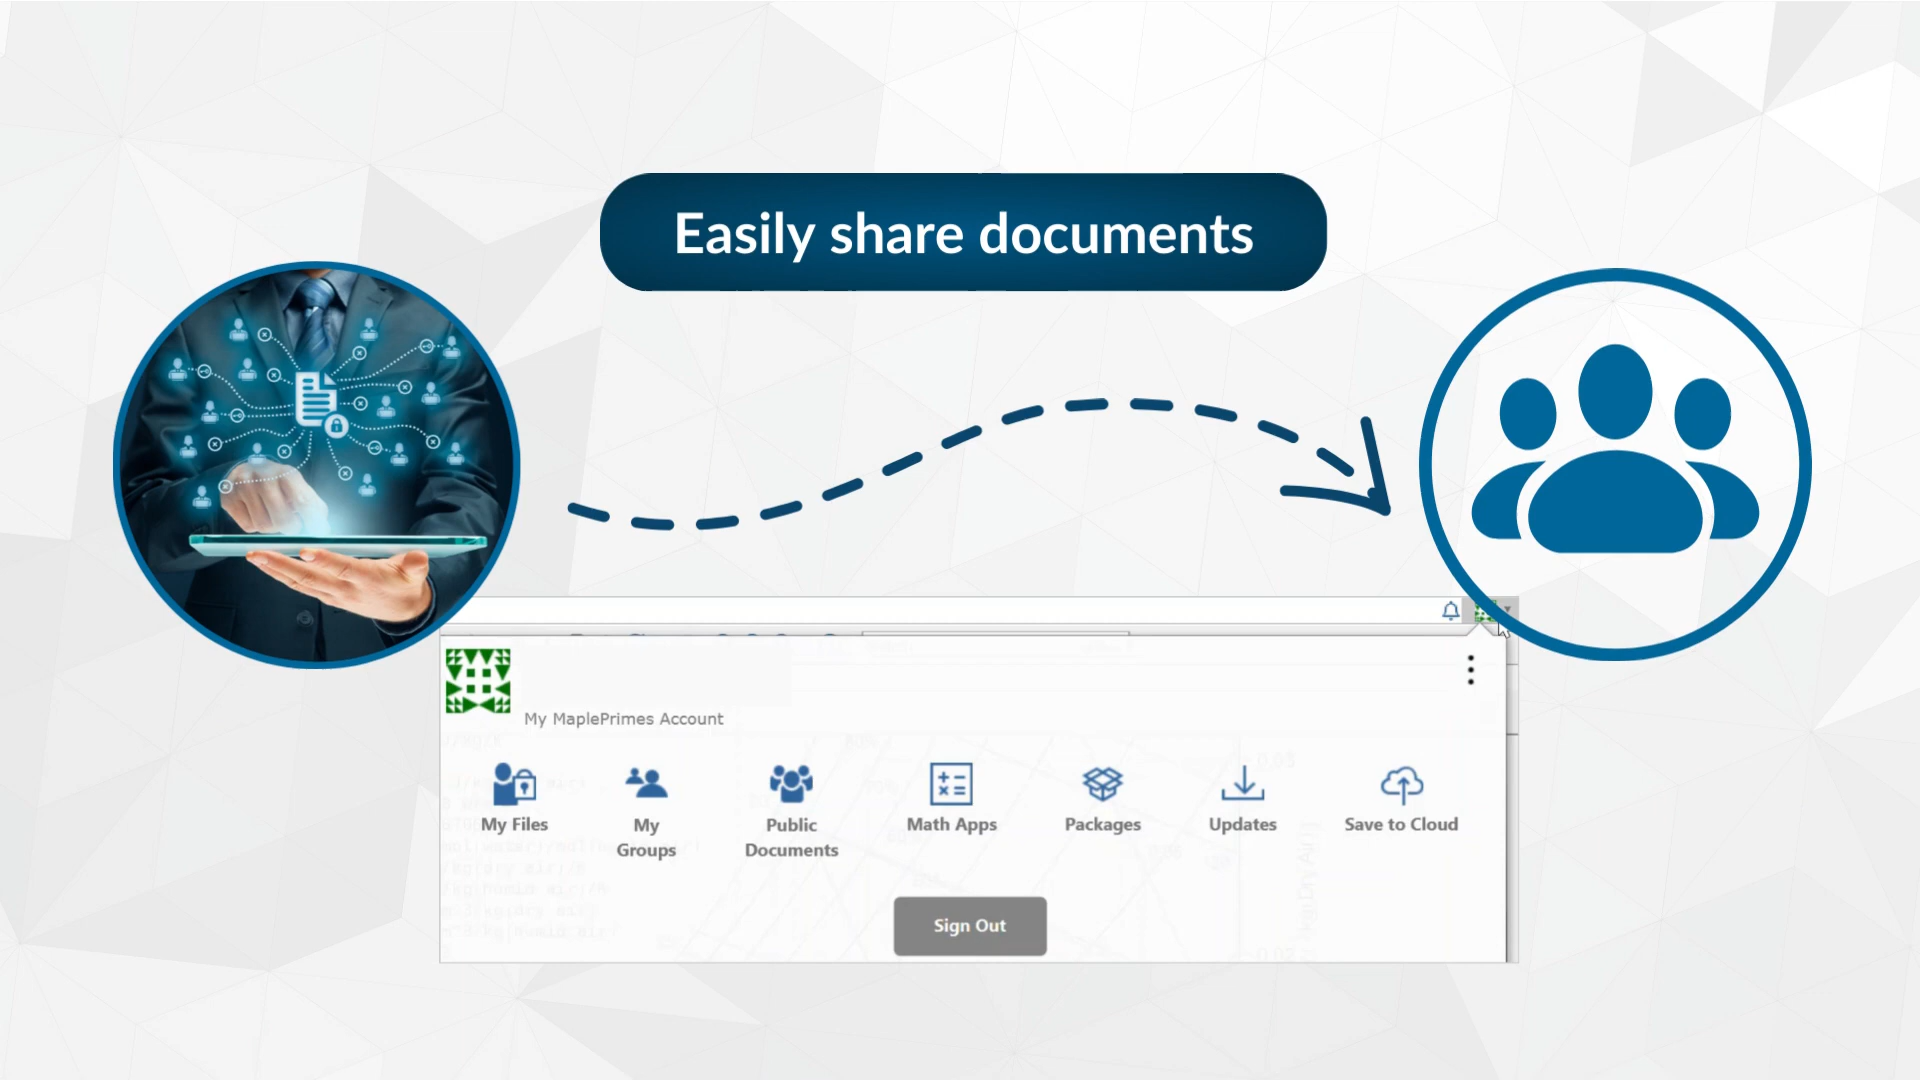 Easily share documents
My MaplePrimes Account
My Files
My
Groups
Public
Documents
Math Apps
Packages
Updates
Save to Cloud
Sign Out